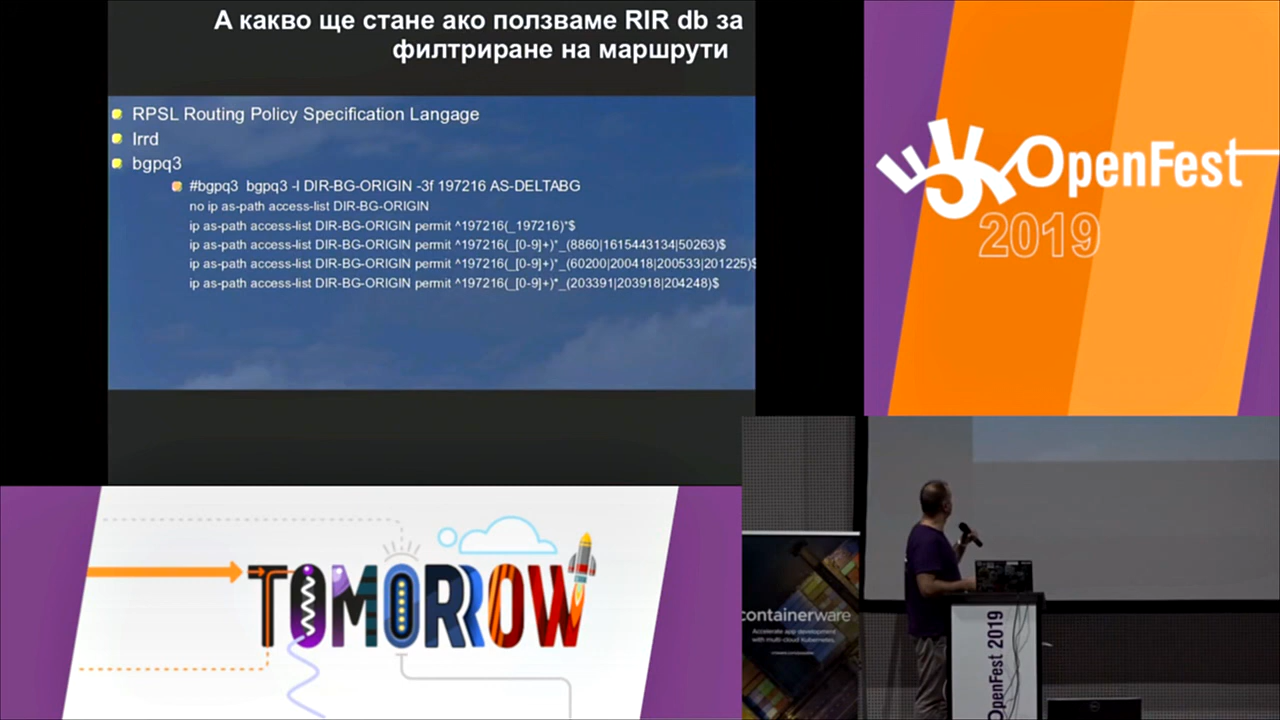 А какво ще стане ако ползваме RIR db за
филтриране на маршрути
RPSL Routing Policy Specification Langage
Irrd
bgpq3
#bgpq3 bgpq3 -l DIR-BG-ORIGIN -3f 197216 AS-DELTABG
no ip as-path access-list DIR-BG-ORIGIN
ip as-path access-list DIR-BG-ORIGIN permit ^197216(_197216)*$
ip as-path access-list DIR-BG-ORIGIN permit ^197216(_[0-9]+)*_(8860|1615443134|50263)$
ip as-path access-list DIR-BG-ORIGIN permit ^197216(_[0-9]+)*_(60200|200418|200533|201225)$
ip as-path access-list DIR-BG-ORIGIN permit ^197216(_[0-9]+)*_(203391|203918|204248)$
OpenFest
2019
TOMORROW
containerware
Accelerate app development
with multi-cloud Kubernetes.
OpenFest 2019